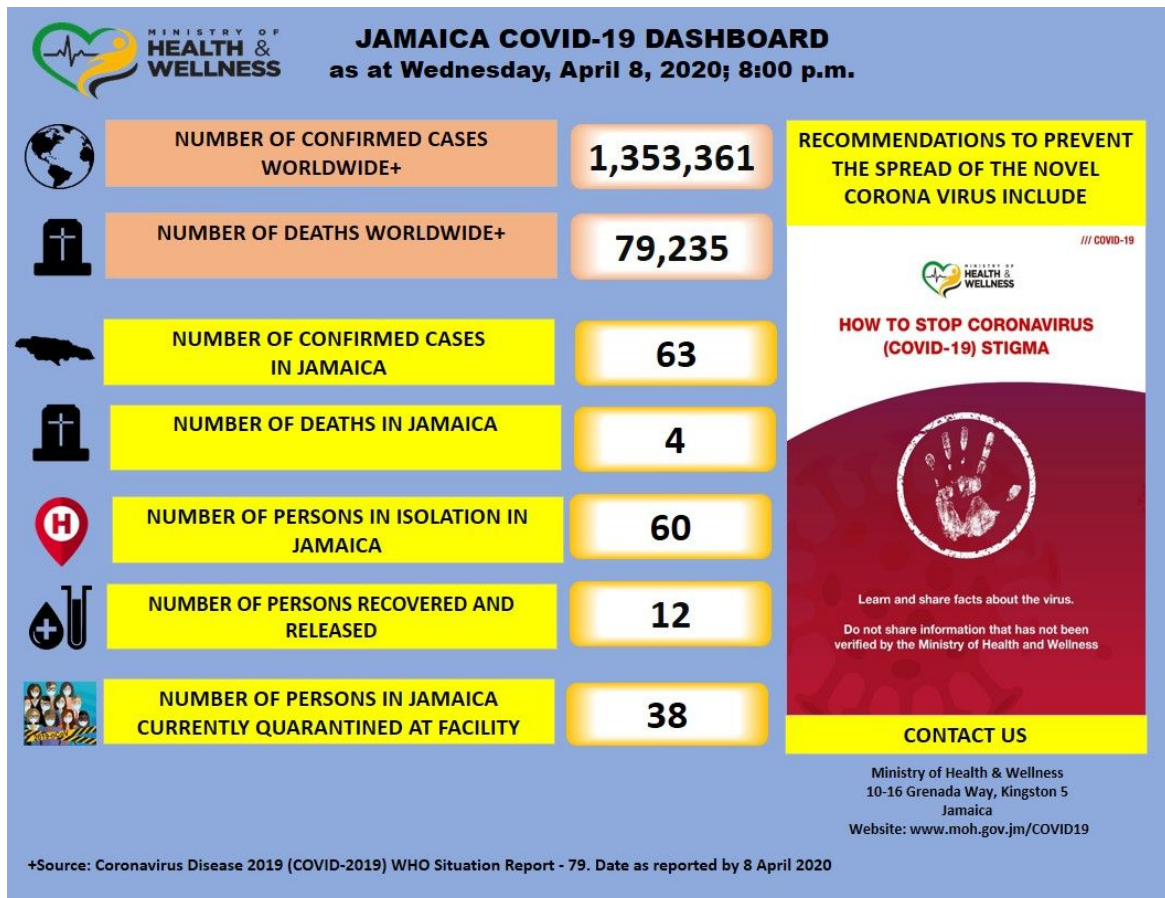 MINISTRY OF
HEALTH &
WELLNESS
JAMAICA COVID-19 DASHBOARD
as at Wednesday, April 8, 2020; 8:00 p.m.
NUMBER OF CONFIRMED CASES
WORLDWIDE+
1,353,361
NUMBER OF DEATHS WORLDWIDE+
79,235
NUMBER OF CONFIRMED CASES
IN JAMAICA
63
NUMBER OF DEATHS IN JAMAICA
4
H
NUMBER OF PERSONS IN ISOLATION IN
JAMAICA
60
NUMBER OF PERSONS RECOVERED AND
RELEASED
12
NUMBER OF PERSONS IN JAMAICA
CURRENTLY QUARANTINED AT FACILITY
38
RECOMMENDATIONS TO PREVENT
THE SPREAD OF THE NOVEL
CORONA VIRUS INCLUDE
/// COVID-19
MINISTRY OF
HEALTH &
WELLNESS
HOW TO STOP CORONAVIRUS
(COVID-19) STIGMA
Learn and share facts about the virus.
Do not share information that has not been
verified by the Ministry of Health and Wellness
CONTACT US
Ministry of Health & Wellness
10-16 Grenada Way, Kingston 5
Jamaica
Website: www.moh.gov.jm/COVID19
+Source: Coronavirus Disease 2019 (COVID-2019) WHO Situation Report - 79. Date as reported by 8 April 2020